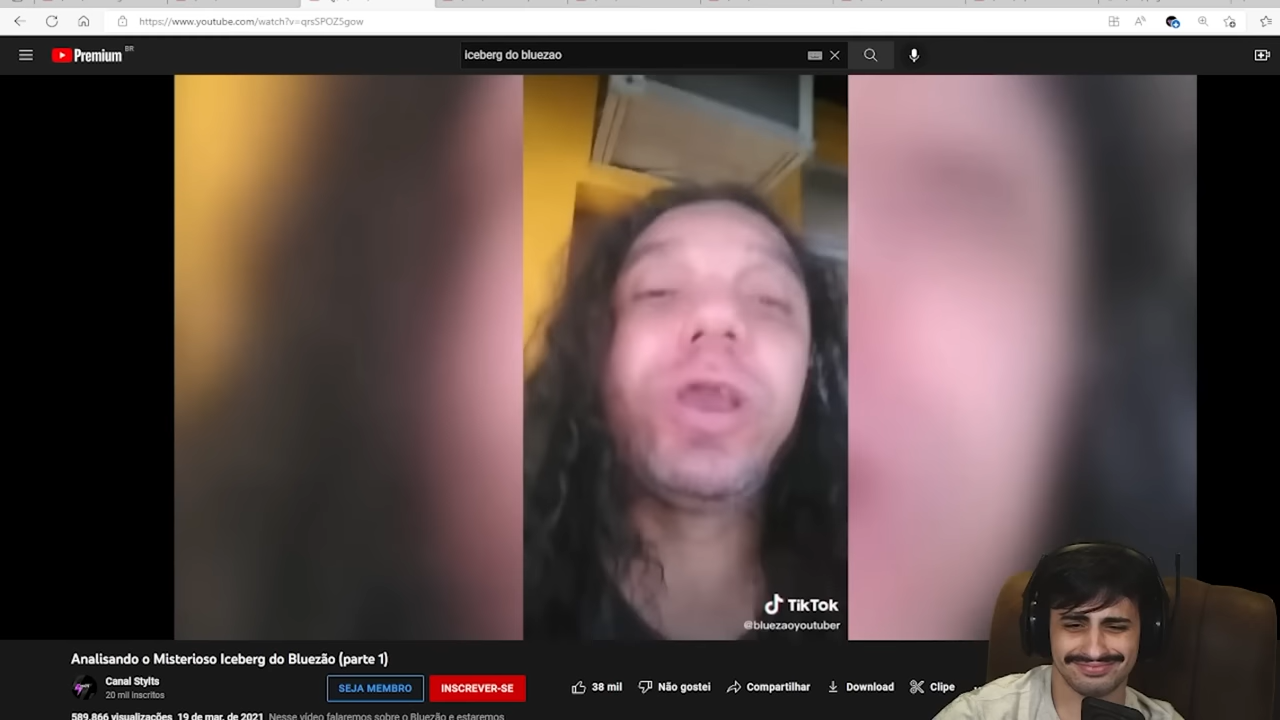 https://www.youtube.com/watch?v=qrsSPOZ5gow
Premium BR
iceberg do bluezao
TikTok
@bluezaoyoutuber
Analisando o Misterioso Iceberg do Bluezão (parte 1)
Canal Stylts
20 mil inscritos
SEJA MEMBRO
INSCREVER-SE
38 mil
Não gostei
Compartilhar
Download
Clipe
589.866 visualizações 19 de mar. de 2021 Nesse vídeo falaremos sobre o Bluezão e estaremos